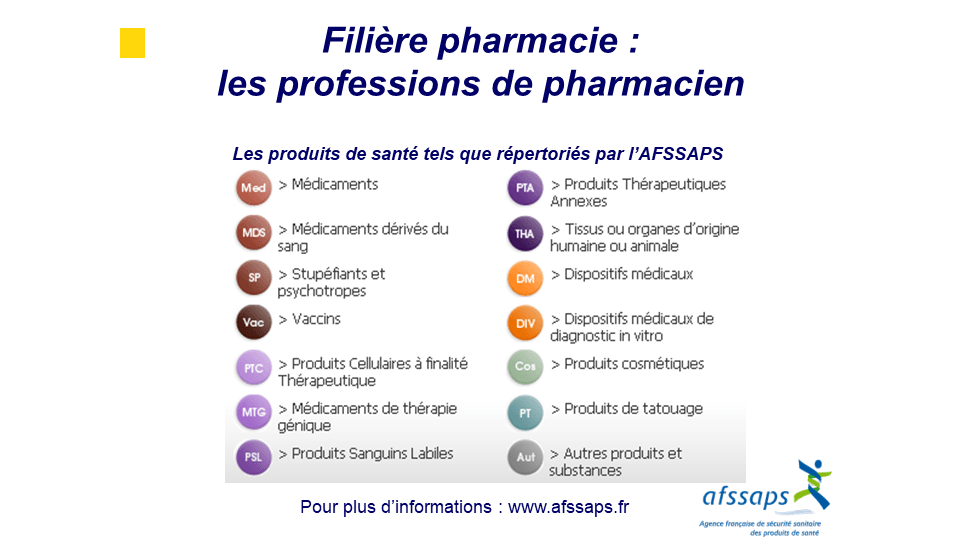 Filière pharmacie :
les professions de pharmacien
Les produits de santé tels que répertoriés par l’AFSSAPS
Med > Médicaments
MDS > Médicaments dérivés du
sang
SP > Stupéfiants et
psychotropes
Vac > Vaccins
PTC > Produits Cellulaires à finalité
Thérapeutique
MTG > Médicaments de thérapie
génique
PSL > Produits Sanguins Labiles
PTA > Produits Thérapeutiques
Annexes
THA > Tissus ou organes d’origine
humaine ou animale
DM > Dispositifs médicaux
DIV > Dispositifs médicaux de
diagnostic in vitro
Cos > Produits cosmétiques
PT > Produits de tatouage
Aut > Autres produits et
substances
Pour plus d’informations : www.afssaps.fr
afssaps
Agence française de sécurité sanitaire
des produits de santé